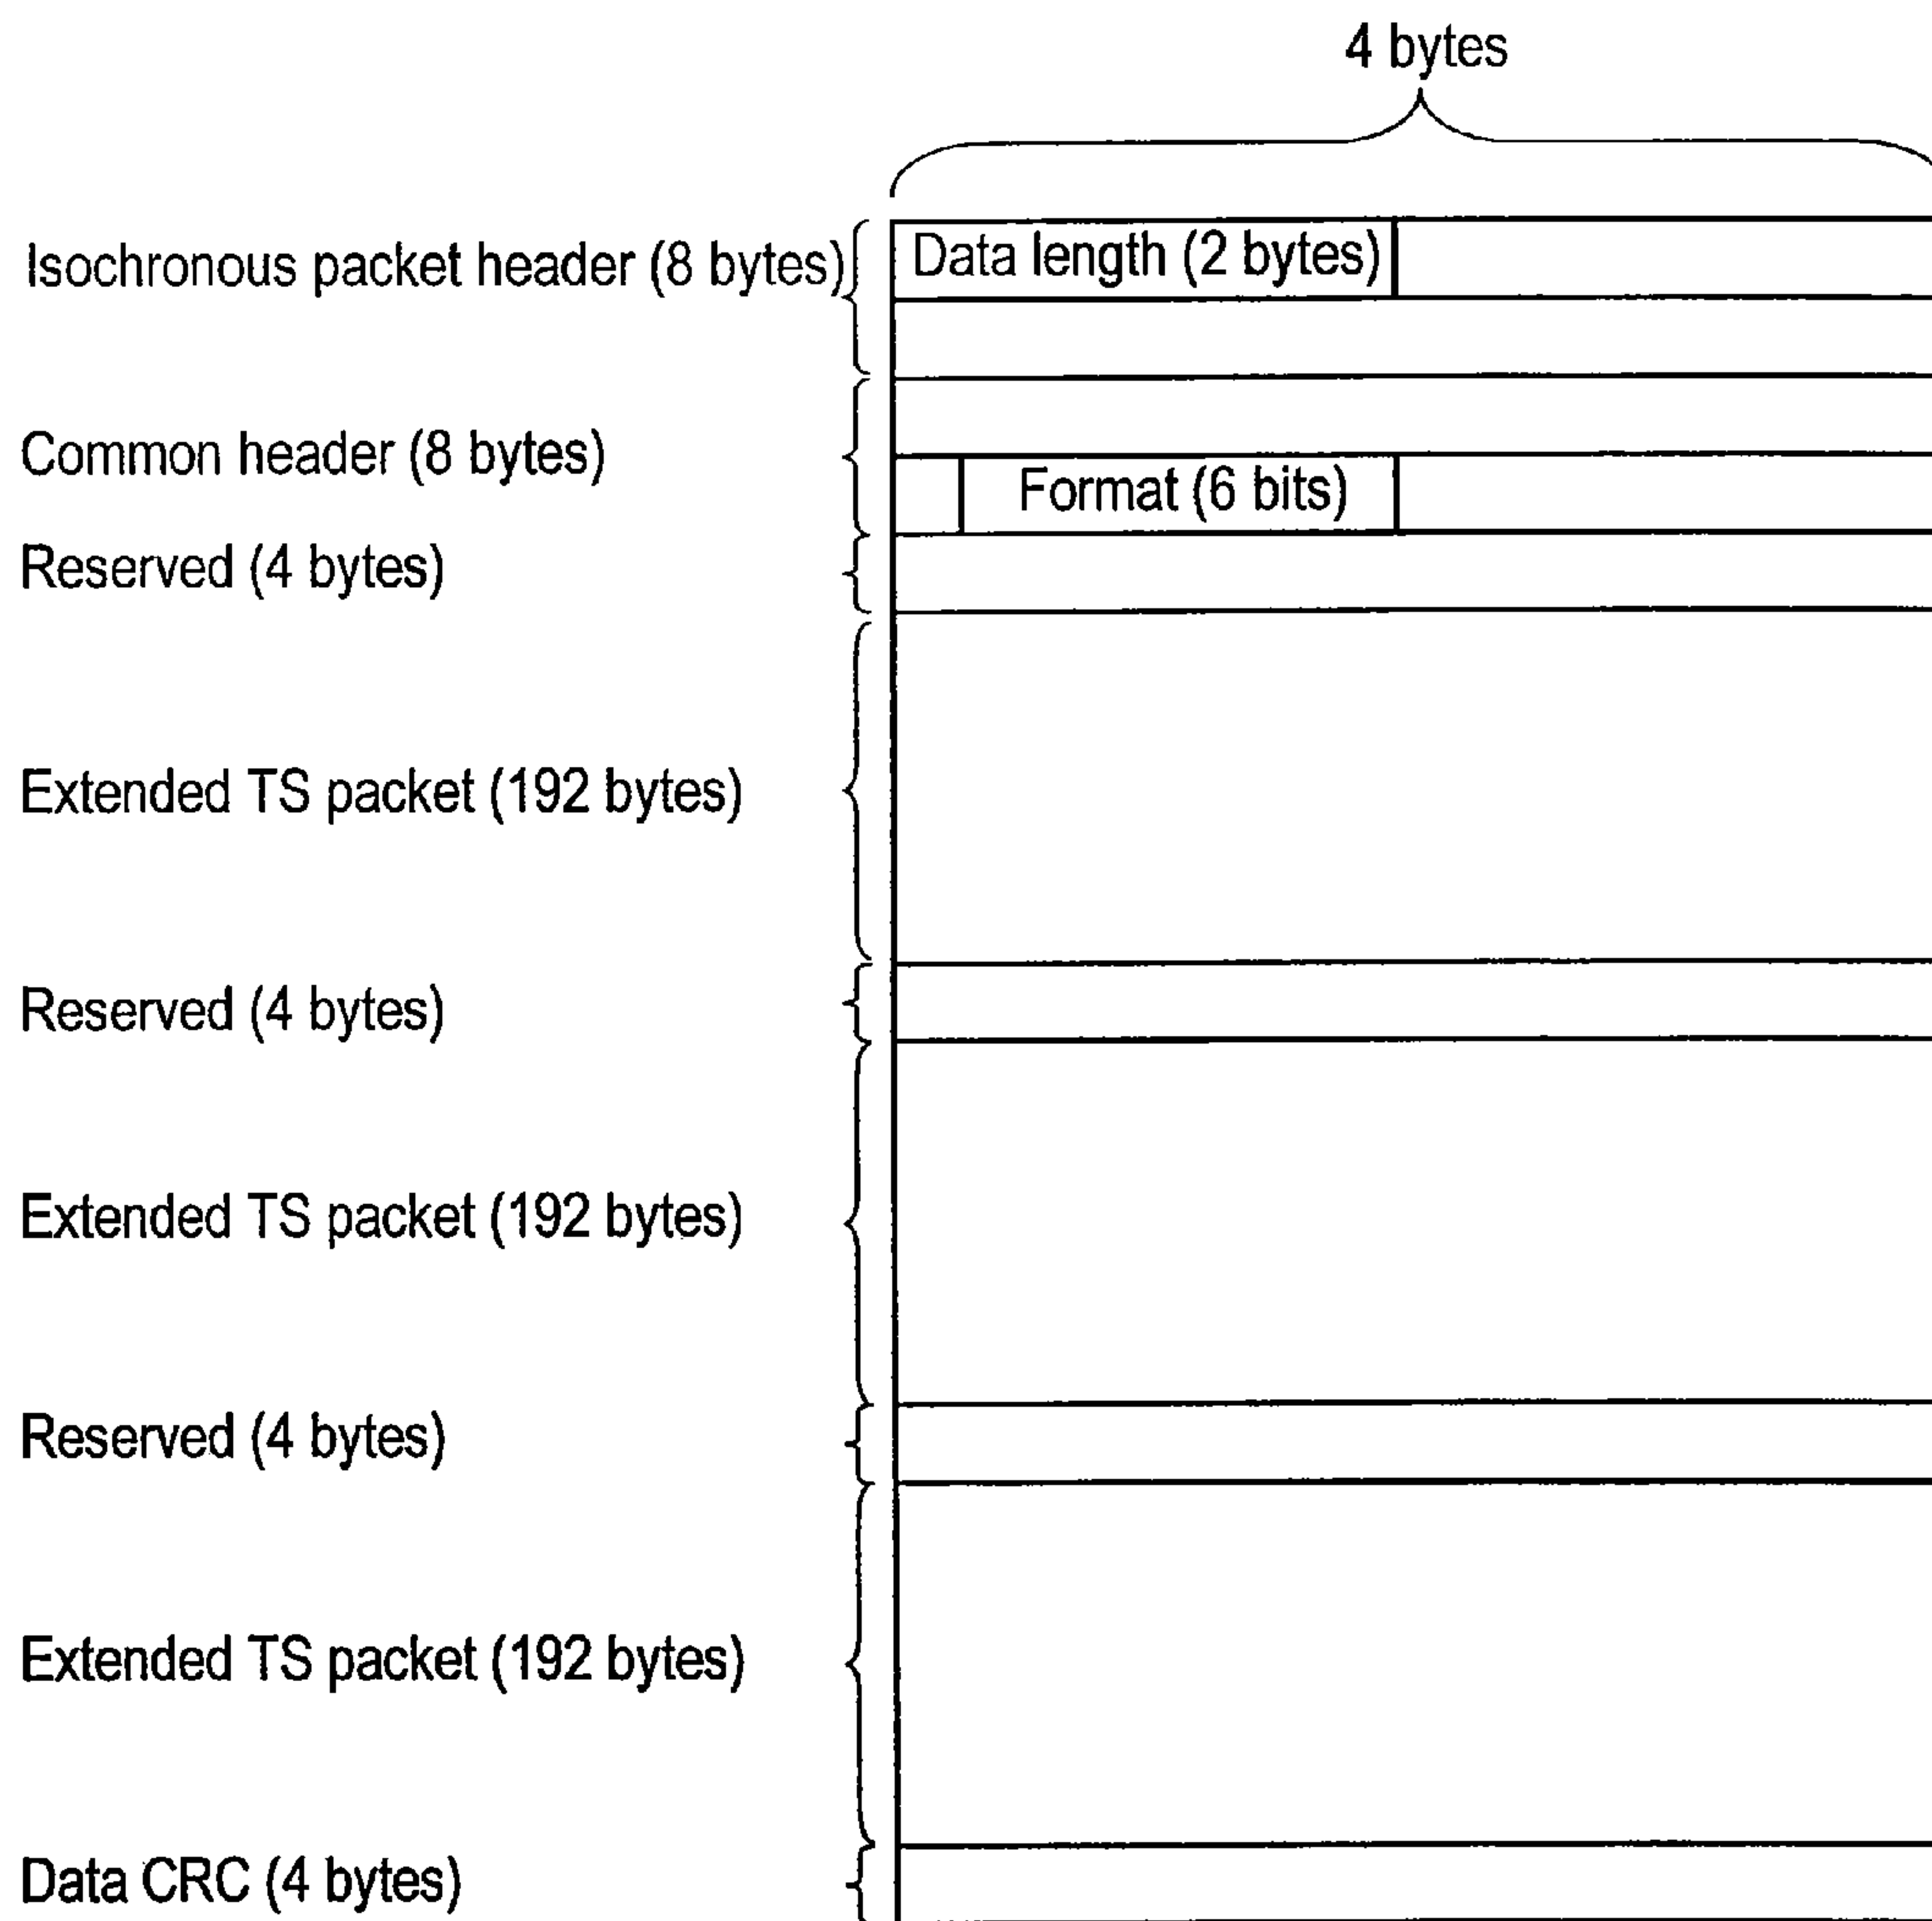 4 bytes
Isochronous packet header (8 bytes)
Data length (2 bytes)
Common header (8 bytes)
Format (6 bits)
Reserved (4 bytes)
Extended TS packet (192 bytes)
Reserved (4 bytes)
Extended TS packet (192 bytes)
Reserved (4 bytes)
Extended TS packet (192 bytes)
Data CRC (4 bytes)